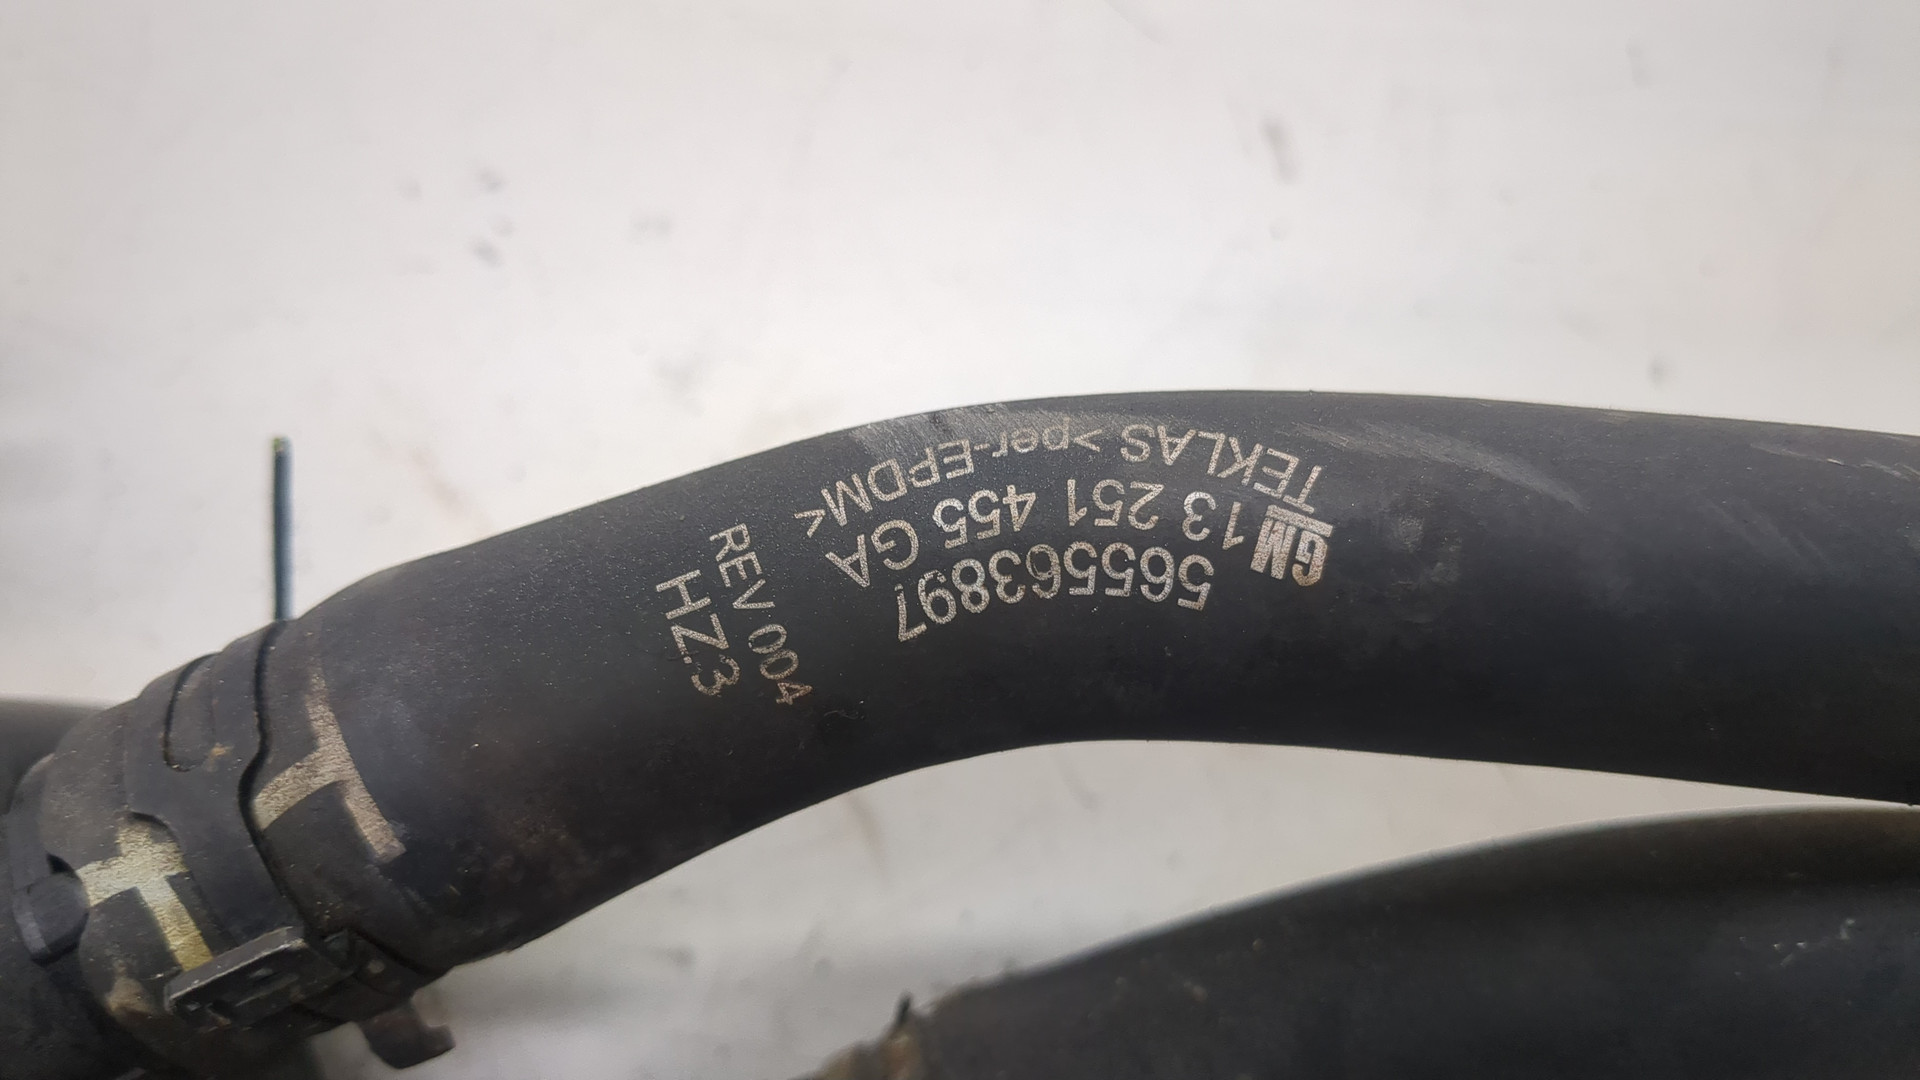 TEKLAS >per-EPDM<
GM 13 251 455 GA
565563897
REV 004
HZ.3